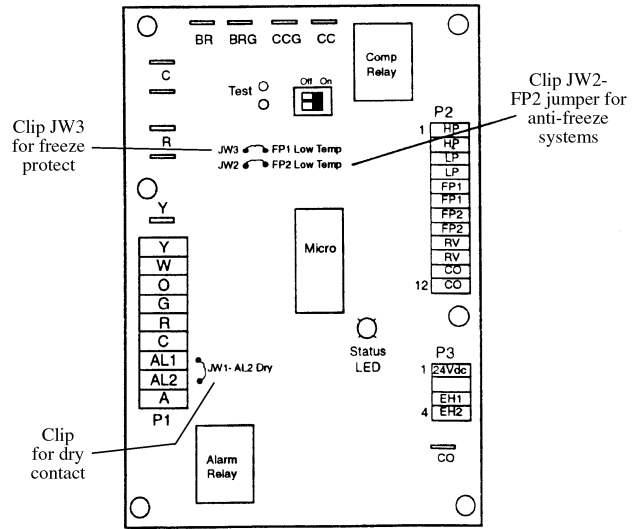 BR BRG CCG CC
Comp
Relay
C
Test
Off On
Clip JW2-
FP2 jumper for
anti-freeze
systems
Clip JW3
for freeze
protect
R
JW3 FP1 Low Temp
JW2 FP2 Low Temp
P2
1 HP
HP
LP
LP
FP1
FP1
FP2
FP2
RV
RV
CO
12 CO
Y
Y
W
O
G
R
C
AL1
AL2
A
P1
JW1- AL2 Dry
Micro
Status
LED
P3
1 24Vdc
EH1
4 EH2
CO
Clip
for dry
contact
Alarm
Relay